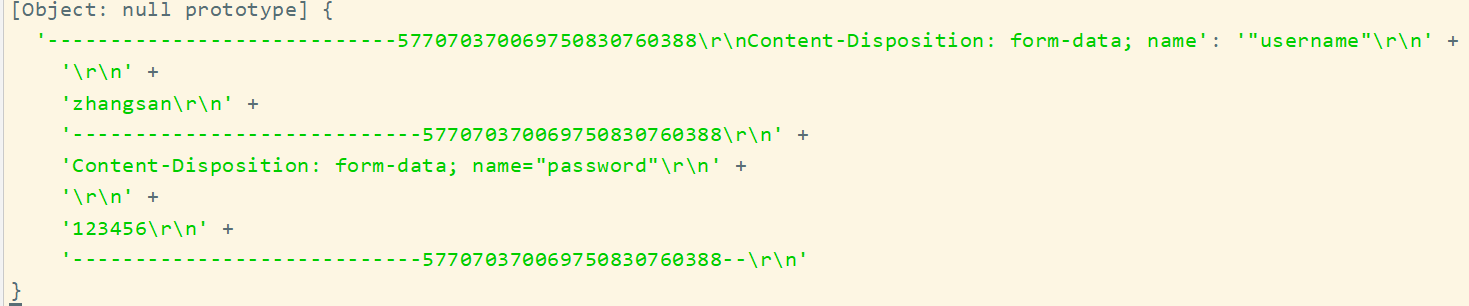 [Object: null prototype] {
  '-----------------------------577070370069750830760388\r\nContent-Disposition: form-data; name': '"username"\r\n' +
    '\r\n' +
    'zhangsan\r\n' +
    '-----------------------------577070370069750830760388\r\n' +
    'Content-Disposition: form-data; name="password"\r\n' +
    '\r\n' +
    '123456\r\n' +
    '-----------------------------577070370069750830760388--\r\n'
}